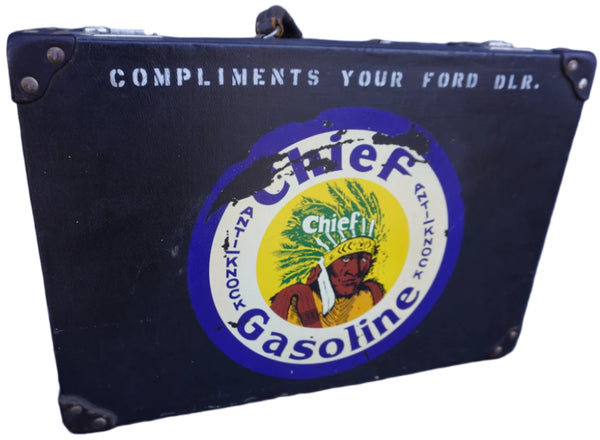 COMPLIMENTS YOUR FORD DLR.
Chief
ANTI KNOCK
Chief
ANTI KNOCK
Gasoline